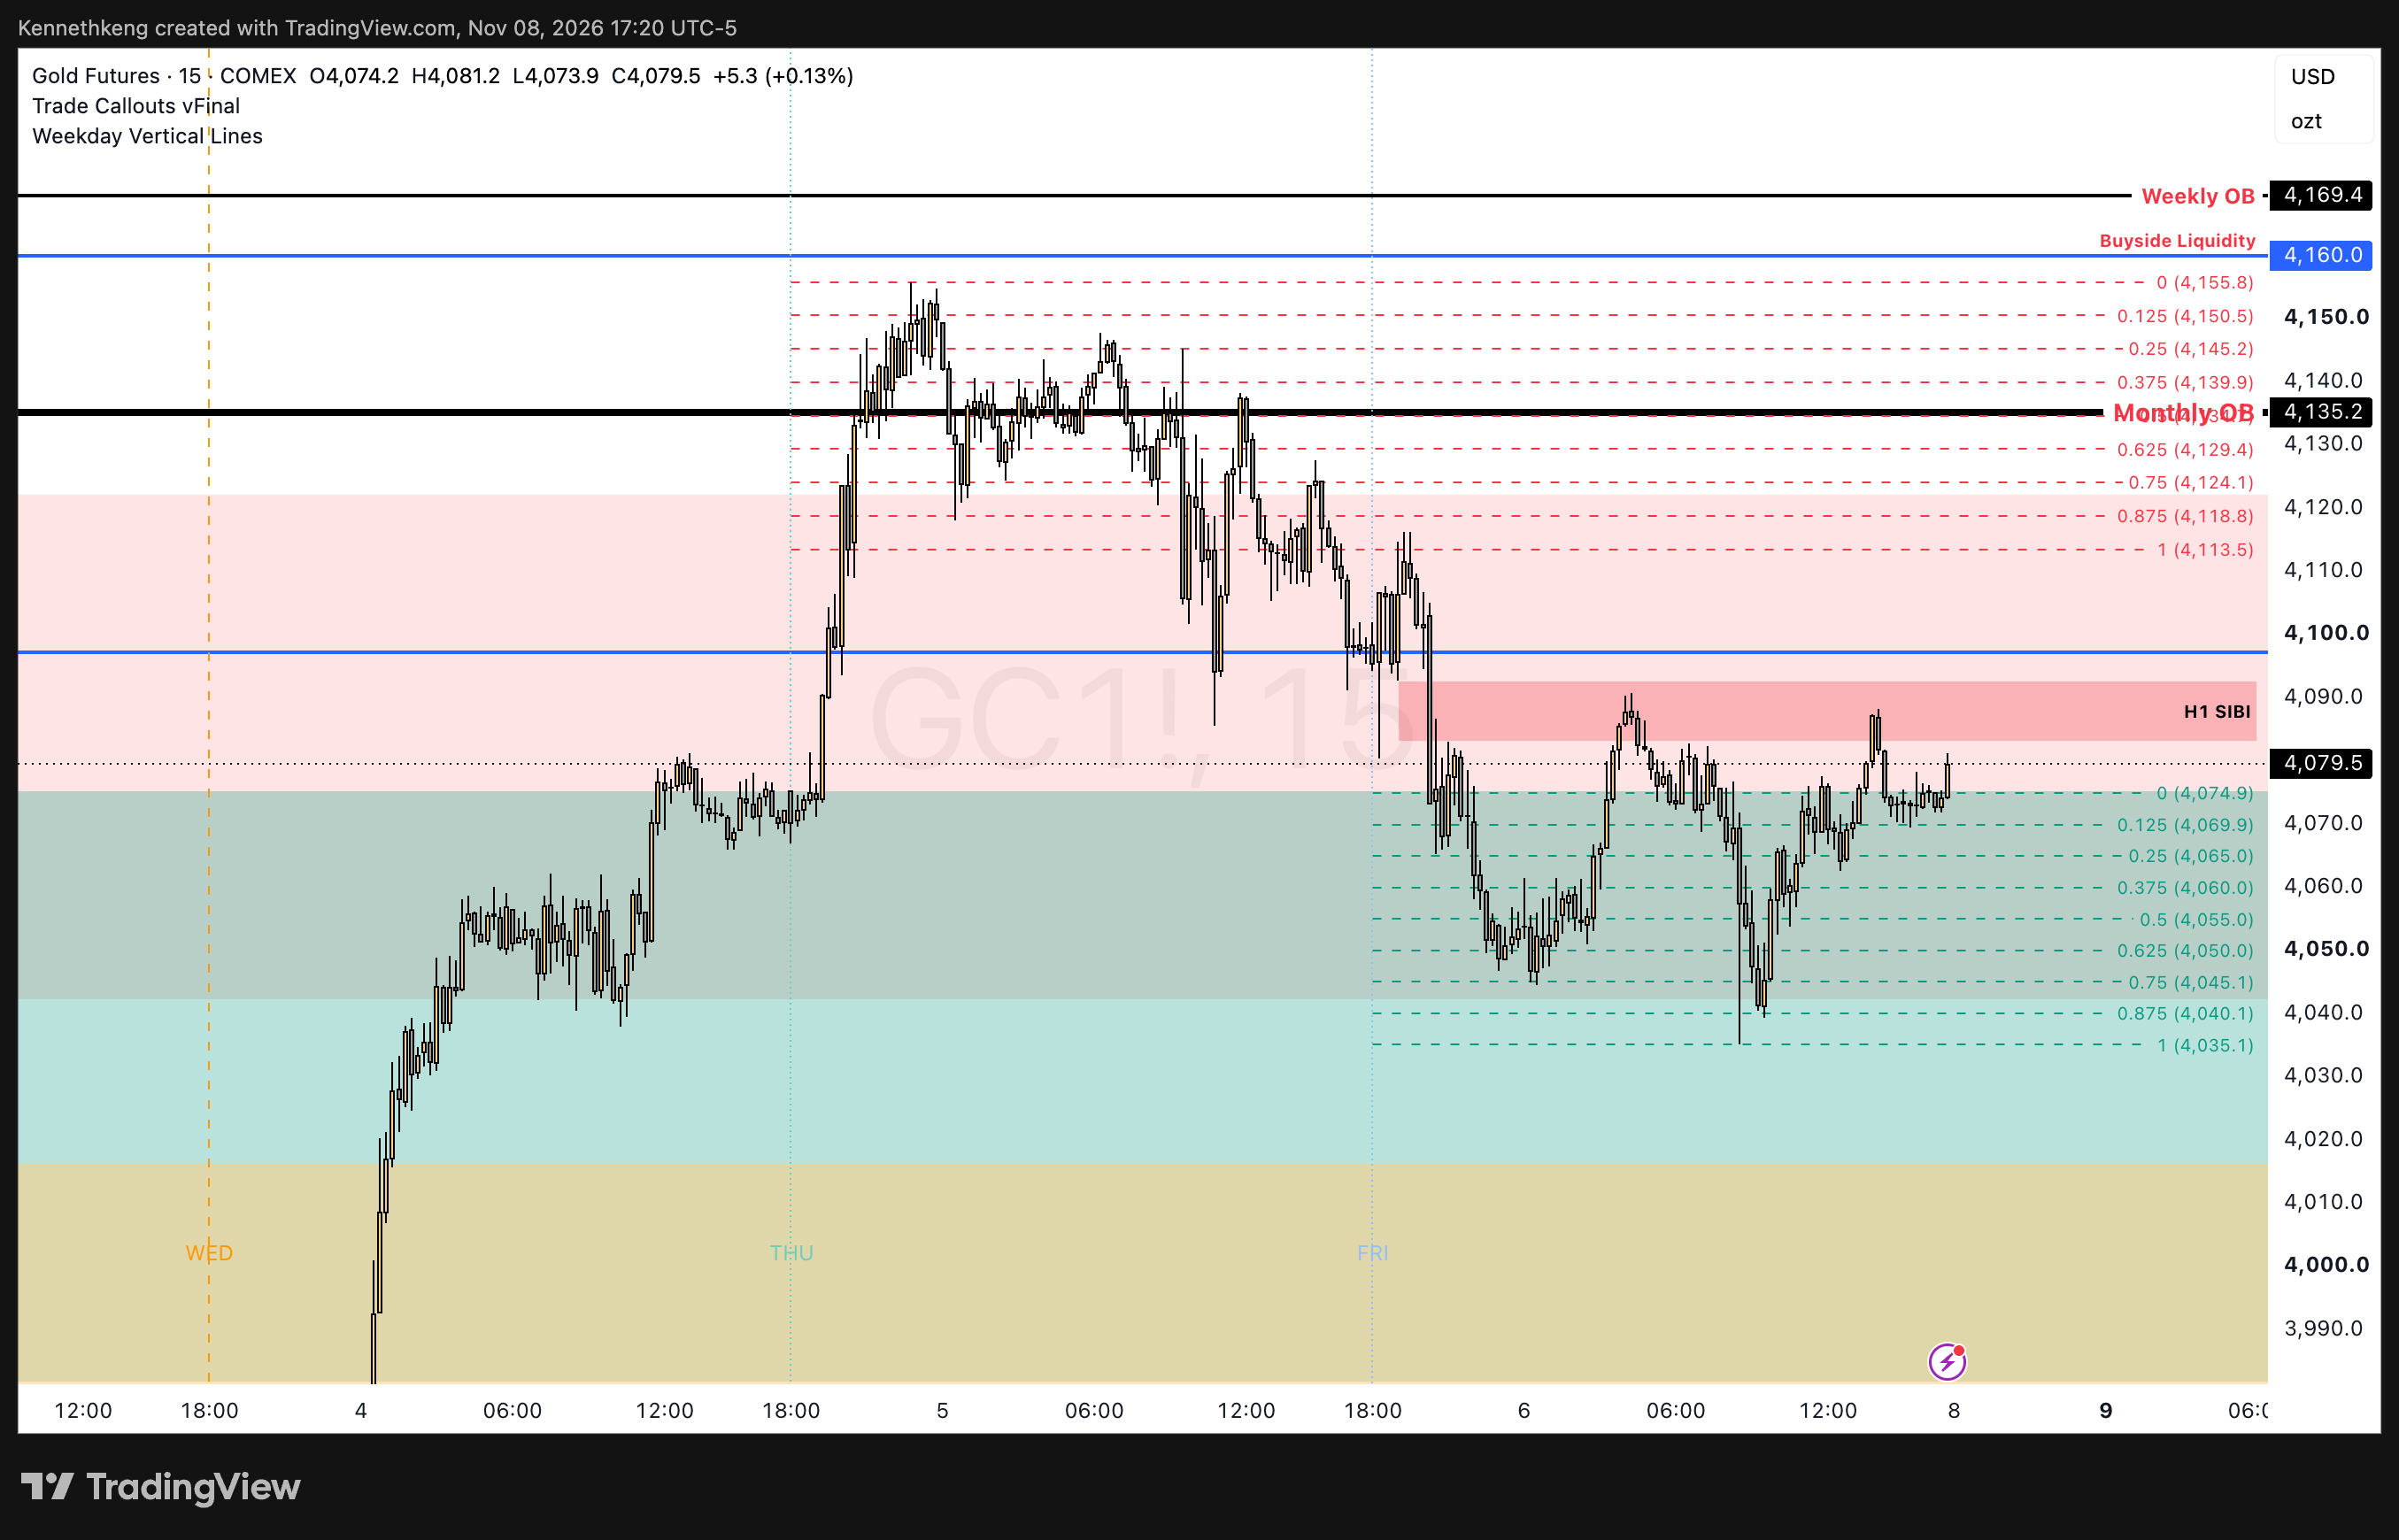 Kennethkeng created with TradingView.com, Nov 08, 2026 17:20 UTC-5
Gold Futures · 15 · COMEX O4,074.2 H4,081.2 L4,073.9 C4,079.5 +5.3 (+0.13%)
Trade Callouts vFinal
Weekday Vertical Lines
USD
ozt
Weekly OB 4,169.4
Buyside Liquidity
4,160.0
0 (4,155.8)
0.125 (4,150.5)
4,150.0
0.25 (4,145.2)
0.375 (4,139.9)
4,140.0
Monthly OB 4,135.2
4,130.0
0.625 (4,129.4)
0.75 (4,124.1)
4,120.0
0.875 (4,118.8)
1 (4,113.5)
4,110.0
4,100.0
GC1!, 15
4,090.0
H1 SIBI
4,079.5
0 (4,074.9)
4,070.0
0.125 (4,069.9)
0.25 (4,065.0)
0.375 (4,060.0)
4,060.0
0.5 (4,055.0)
0.625 (4,050.0)
4,050.0
0.75 (4,045.1)
0.875 (4,040.1)
4,040.0
1 (4,035.1)
4,030.0
4,020.0
4,010.0
WED THU FRI
4,000.0
3,990.0
12:00 18:00 4 06:00 12:00 18:00 5 06:00 12:00 18:00 6 06:00 12:00 8 9
TradingView